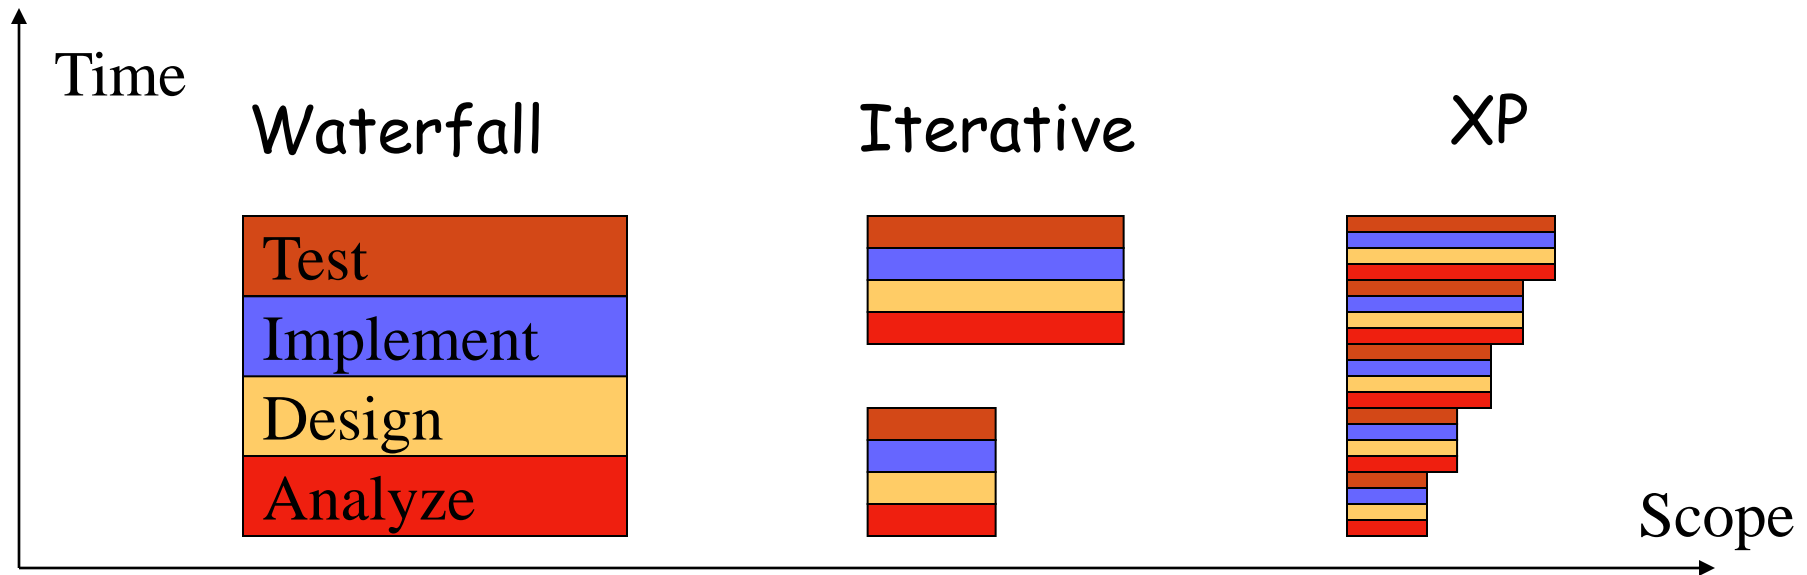 Time
Waterfall
Iterative
XP
Test
Implement
Design
Analyze
Scope